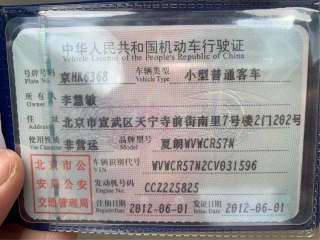 中华人民共和国机动车行驶证
Vehicle License of the People's Republic of China
号牌号码 京HK6368 车辆类型 小型普通客车
Plate No. Vehicle Type
所有人 李慧敏
Owner
住址 北京市宣武区天宁寺前街南里7号楼2门202号
Address
使用性质 非营运 品牌型号 夏朗WVWCR57N
Use Character Model
北京市公安局公安交通管理局
车辆识别代号 WVWCR57N2CV031596
VIN
发动机号码 CCZ225825
Engine No.
注册日期 2012-06-01 发证日期 2012-06-01
Register Date Issue Date